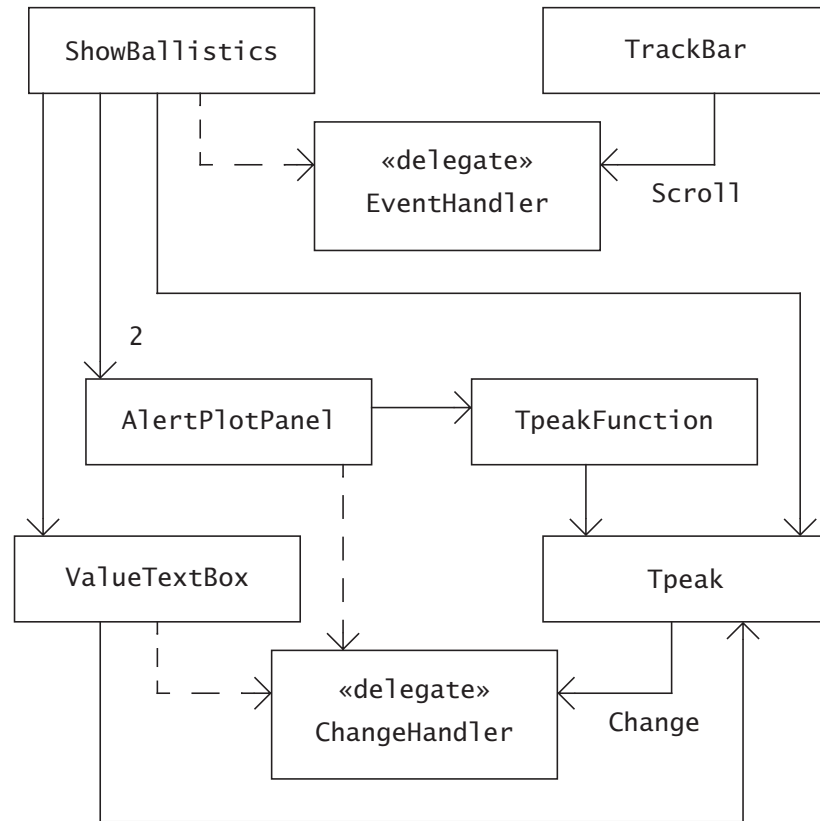 ShowBallistics
TrackBar
«delegate»
EventHandler
Scroll
2
AlertPlotPanel
TpeakFunction
ValueTextBox
Tpeak
«delegate»
ChangeHandler
Change